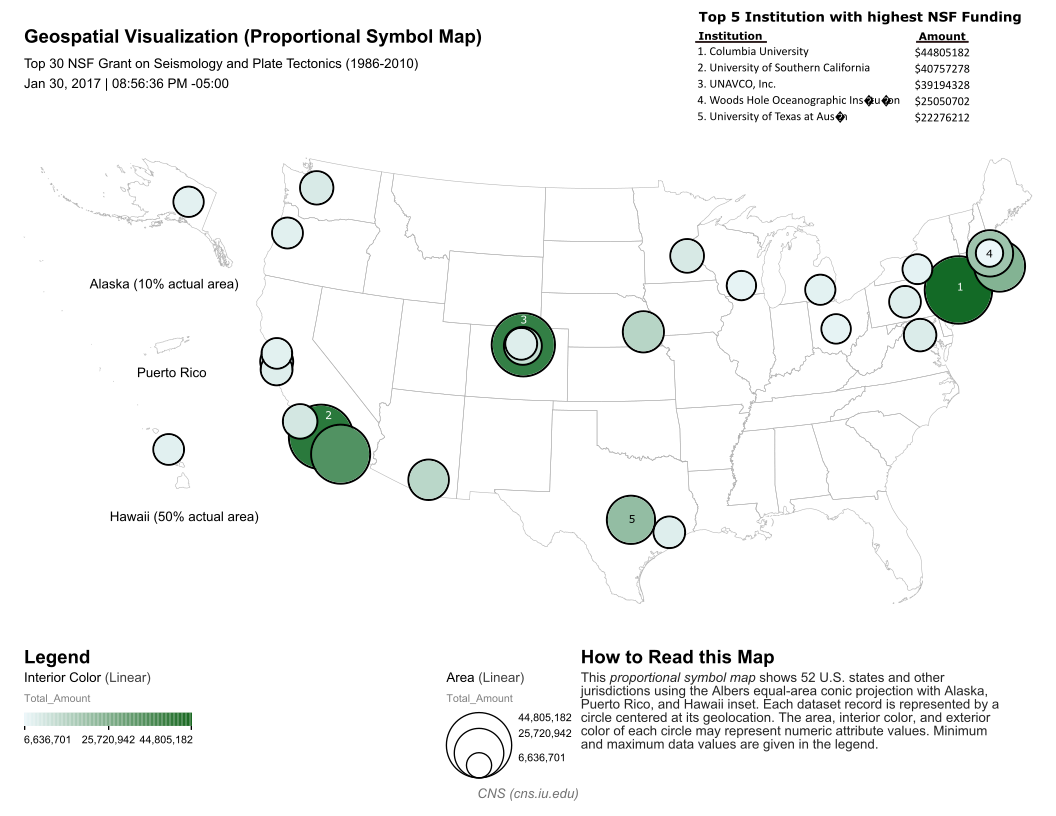 Top 5 Institution with highest NSF Funding
Geospatial Visualization (Proportional Symbol Map)
Institution Amount
1. Columbia University $44805182
Top 30 NSF Grant on Seismology and Plate Tectonics (1986-2010)
2. University of Southern California $40757278
Jan 30, 2017 | 08:56:36 PM -05:00
3. UNAVCO, Inc. $39194328
4. Woods Hole Oceanographic Ins�tu�on $25050702
5. University of Texas at Aus�n $22276212
4
Alaska (10% actual area)
1
3
Puerto Rico
2
Hawaii (50% actual area)
5
Legend
Interior Color (Linear)
Total_Amount
6,636,701 25,720,942 44,805,182
Area (Linear)
Total_Amount
44,805,182
25,720,942
6,636,701
How to Read this Map
This proportional symbol map shows 52 U.S. states and other
jurisdictions using the Albers equal-area conic projection with Alaska,
Puerto Rico, and Hawaii inset. Each dataset record is represented by a
circle centered at its geolocation. The area, interior color, and exterior
color of each circle may represent numeric attribute values. Minimum
and maximum data values are given in the legend.
CNS (cns.iu.edu)